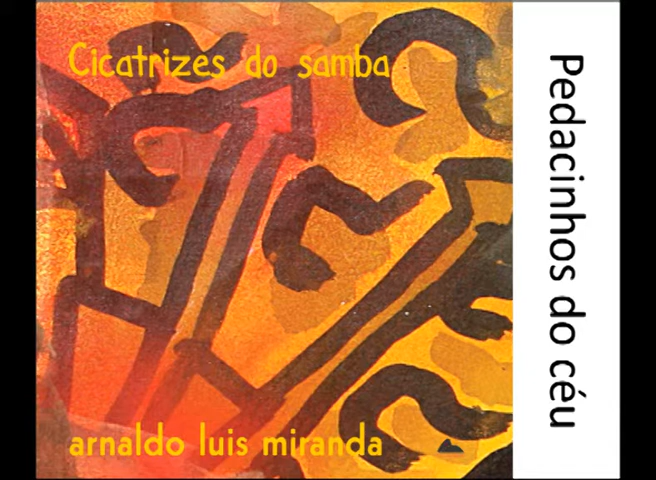 Cicatrizes do samba
arnaldo luis miranda
Pedacinhos do céu